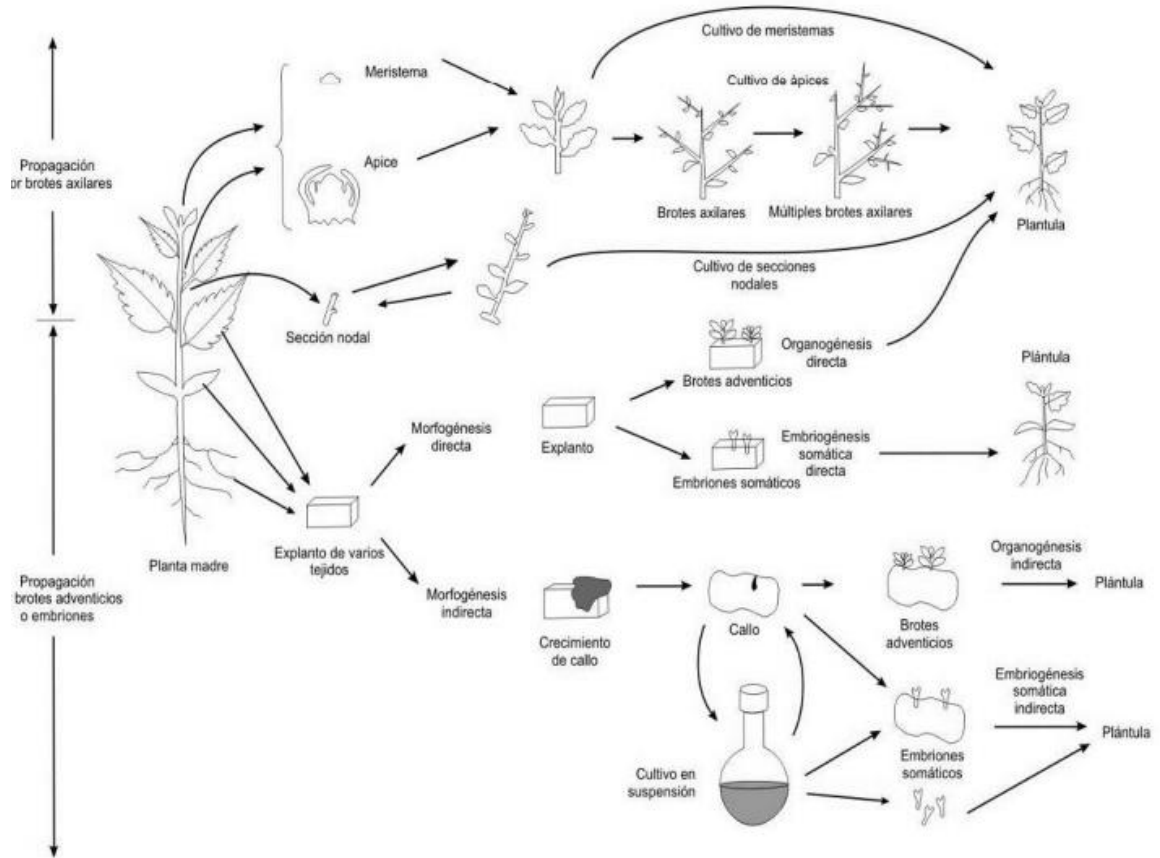 Cultivo de meristemas
Meristema
Cultivo de ápices
Propagación
or brotes axilares
Apice
Brotes axilares
Múltiples brotes axilares
Plantula
Cultivo de secciones
nodales
Sección nodal
Organogénesis
directa
Plántula
Brotes adventicios
Morfogénesis
directa
Explanto
Embriogénesis
somática
directa
Embriones somáticos
Planta madre
Explanto de varios
tejidos
Organogénesis
indirecta
Propagación
brotes adventicios
o embriones
Morfogénesis
indirecta
Plántula
Crecimiento
de callo
Callo
Brotes
adventicios
Embriogénesis
somática
indirecta
Plántula
Embriones
somáticos
Cultivo en
suspensión